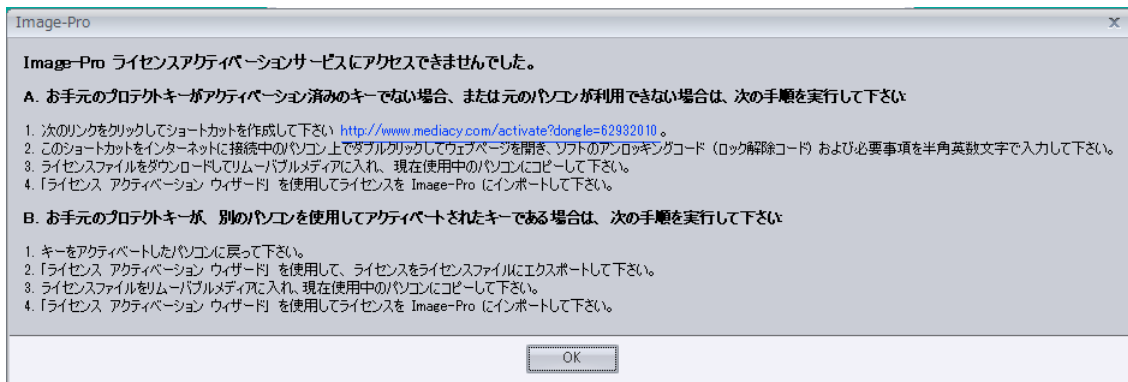 Image-Pro
Image-Pro ライセンスアクティベーションサービスにアクセスできませんでした。
A. お手元のプロテクトキーがアクティベーション済みのキーでない場合、または元のパソコンが利用できない場合は、次の手順を実行して下さい:
1. 次のリンクをクリックしてショートカットを作成して下さい http://www.mediacy.com/activate?dongle=62932010 。
2. このショートカットをインターネットに接続中のパソコン上でダブルクリックしてウェブページを開き、ソフトのアンロッキングコード (ロック解除コード) および必要事項を半角英数文字で入力して下さい。
3. ライセンスファイルをダウンロードしてリムーバブルメディアに入れ、現在使用中のパソコンにコピーして下さい。
4. 「ライセンス アクティベーション ウィザード」 を使用してライセンスを Image-Pro にインポートして下さい。
B. お手元のプロテクトキーが、別のパソコンを使用してアクティベートされたキーである場合は、次の手順を実行して下さい:
1. キーをアクティベートしたパソコンに戻って下さい。
2. 「ライセンス アクティベーション ウィザード」 を使用して、ライセンスをライセンスファイルにエクスポートして下さい。
3. ライセンスファイルをリムーバブルメディアに入れ、現在使用中のパソコンにコピーして下さい。
4. 「ライセンス アクティベーション ウィザード」 を使用してライセンスを Image-Pro にインポートして下さい。
OK